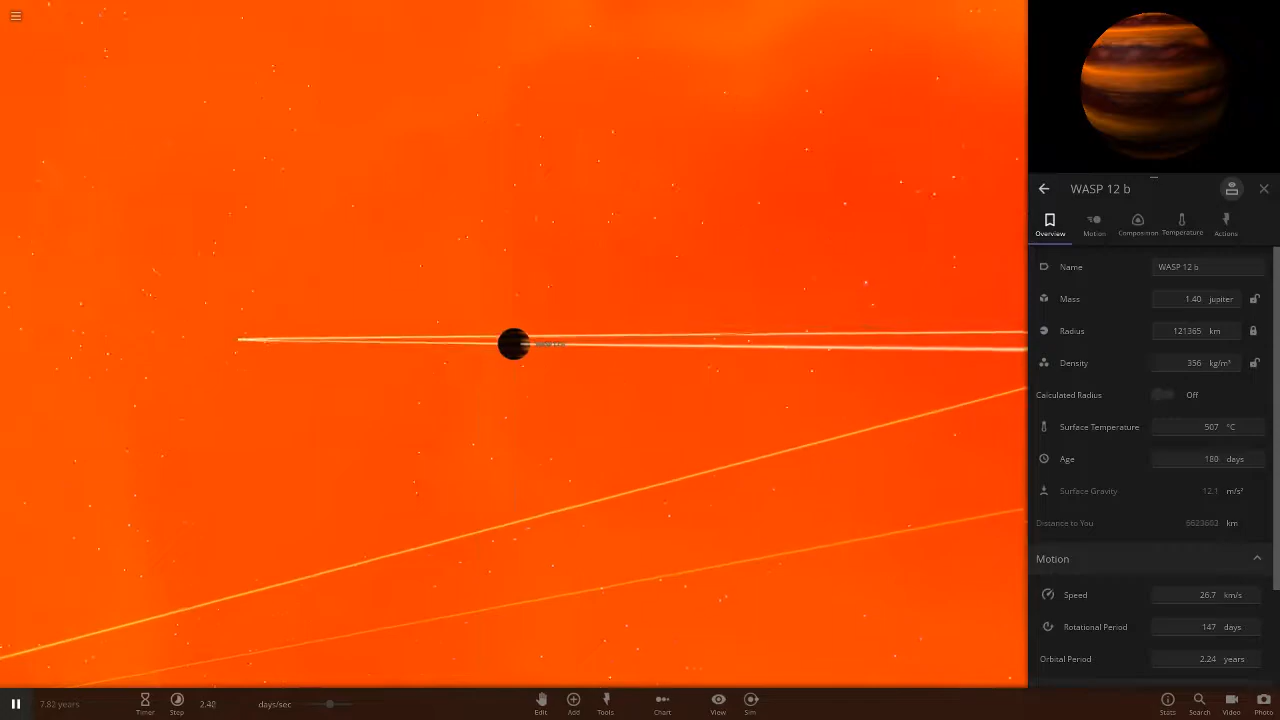 WASP 12 b
Overview Motion Composition Temperature Actions
Name WASP 12 b
Mass 1.40 jupiter
Radius 121365 km
Density 356 kg/m³
Calculated Radius Off
Surface Temperature 507 °C
Age 180 days
Surface Gravity 12.1 m/s²
Distance to You 6623603 km
Motion
Speed 26.7 km/s
Rotational Period 147 days
Orbital Period 2.24 years
7.82 years Timer Step 2.40 days/sec Edit Add Tools Chart View Sim Stats Search Video Photo